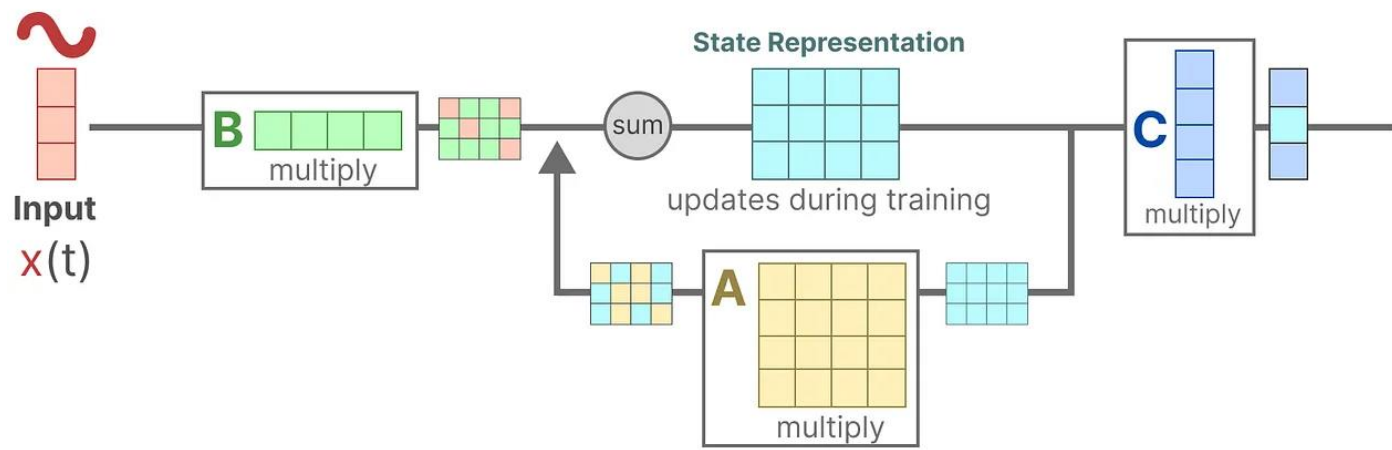 Input
x(t)
B
multiply
sum
State Representation
updates during training
A
multiply
C
multiply